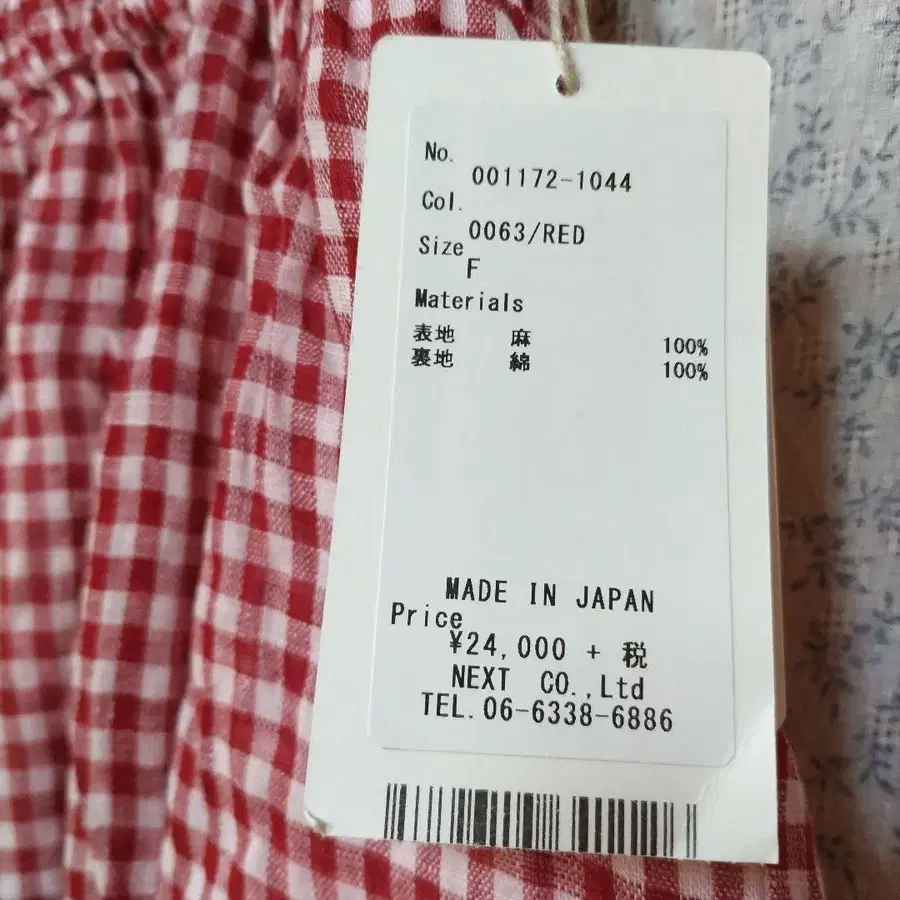 No.
001172-1044
Col.
0063/RED
Size
F
Materials
表地 麻 100%
裏地 綿 100%
MADE IN JAPAN
Price
¥24,000 + 税
NEXT CO.,Ltd
TEL.06-6338-6886